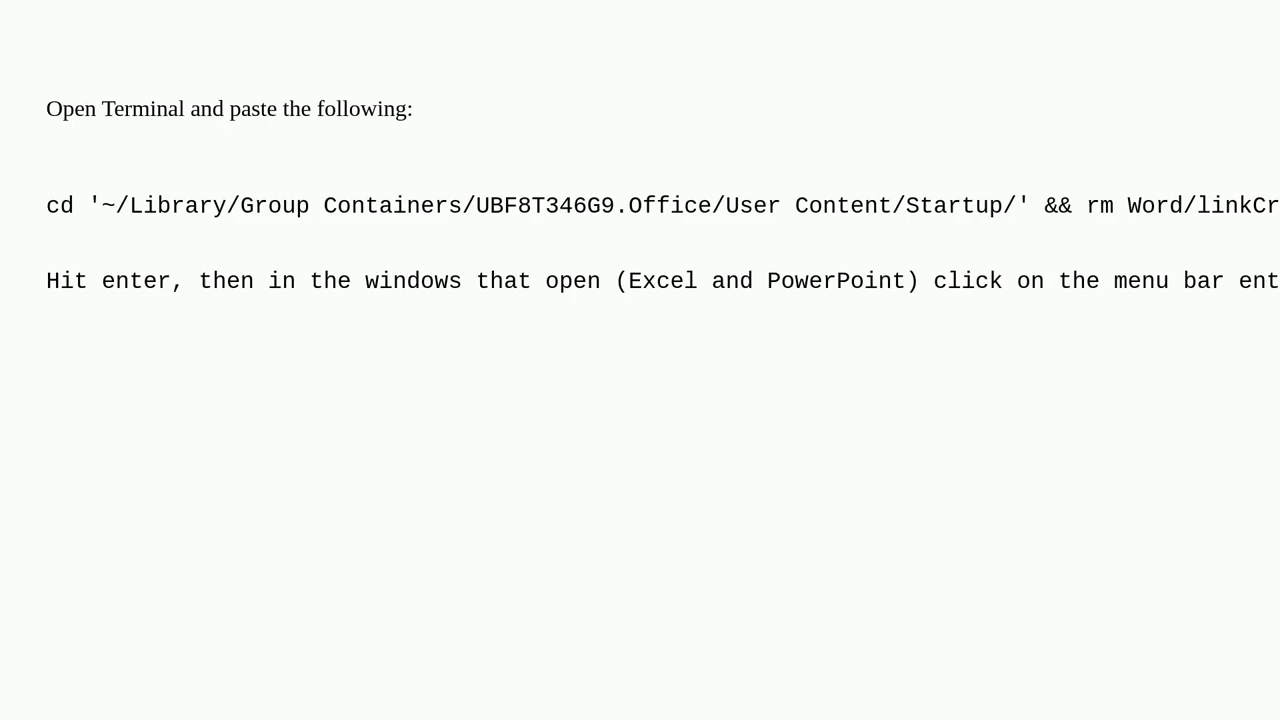 Open Terminal and paste the following:
cd '~/Library/Group Containers/UBF8T346G9.Office/User Content/Startup/' && rm Word/linkCr
Hit enter, then in the windows that open (Excel and PowerPoint) click on the menu bar ent